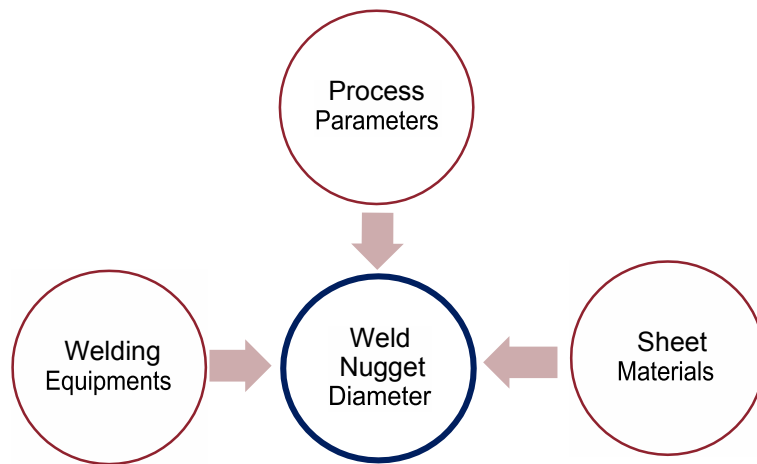 Process
Parameters
Welding
Equipments
Weld
Nugget
Diameter
Sheet
Materials